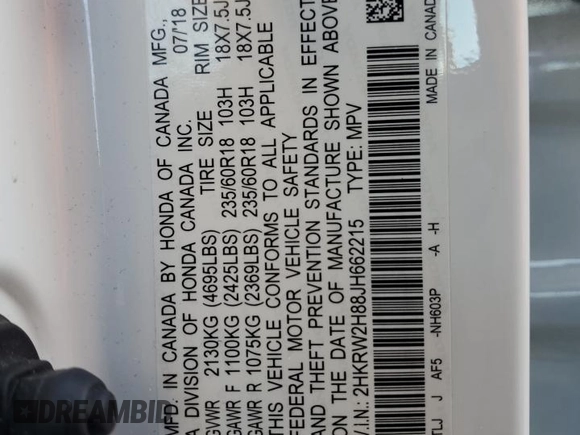 MFD. IN CANADA BY HONDA OF CANADA MFG.,
A DIVISION OF HONDA CANADA INC. 07/'18
TIRE SIZE RIM SIZE
GVWR 2130KG (4695LBS)
GAWR F 1100KG (2425LBS) 235/60R18 103H 18X7.5J
GAWR R 1075KG (2369LBS) 235/60R18 103H 18X7.5J
THIS VEHICLE CONFORMS TO ALL APPLICABLE
FEDERAL MOTOR VEHICLE SAFETY
AND THEFT PREVENTION STANDARDS IN EFFECT
ON THE DATE OF MANUFACTURE SHOWN ABOVE
V.I.N.: 2HKRW2H88JH662215 TYPE: MPV
TLJ J AF5 -NH603P -A -H
MADE IN CANADA
DREAMBID